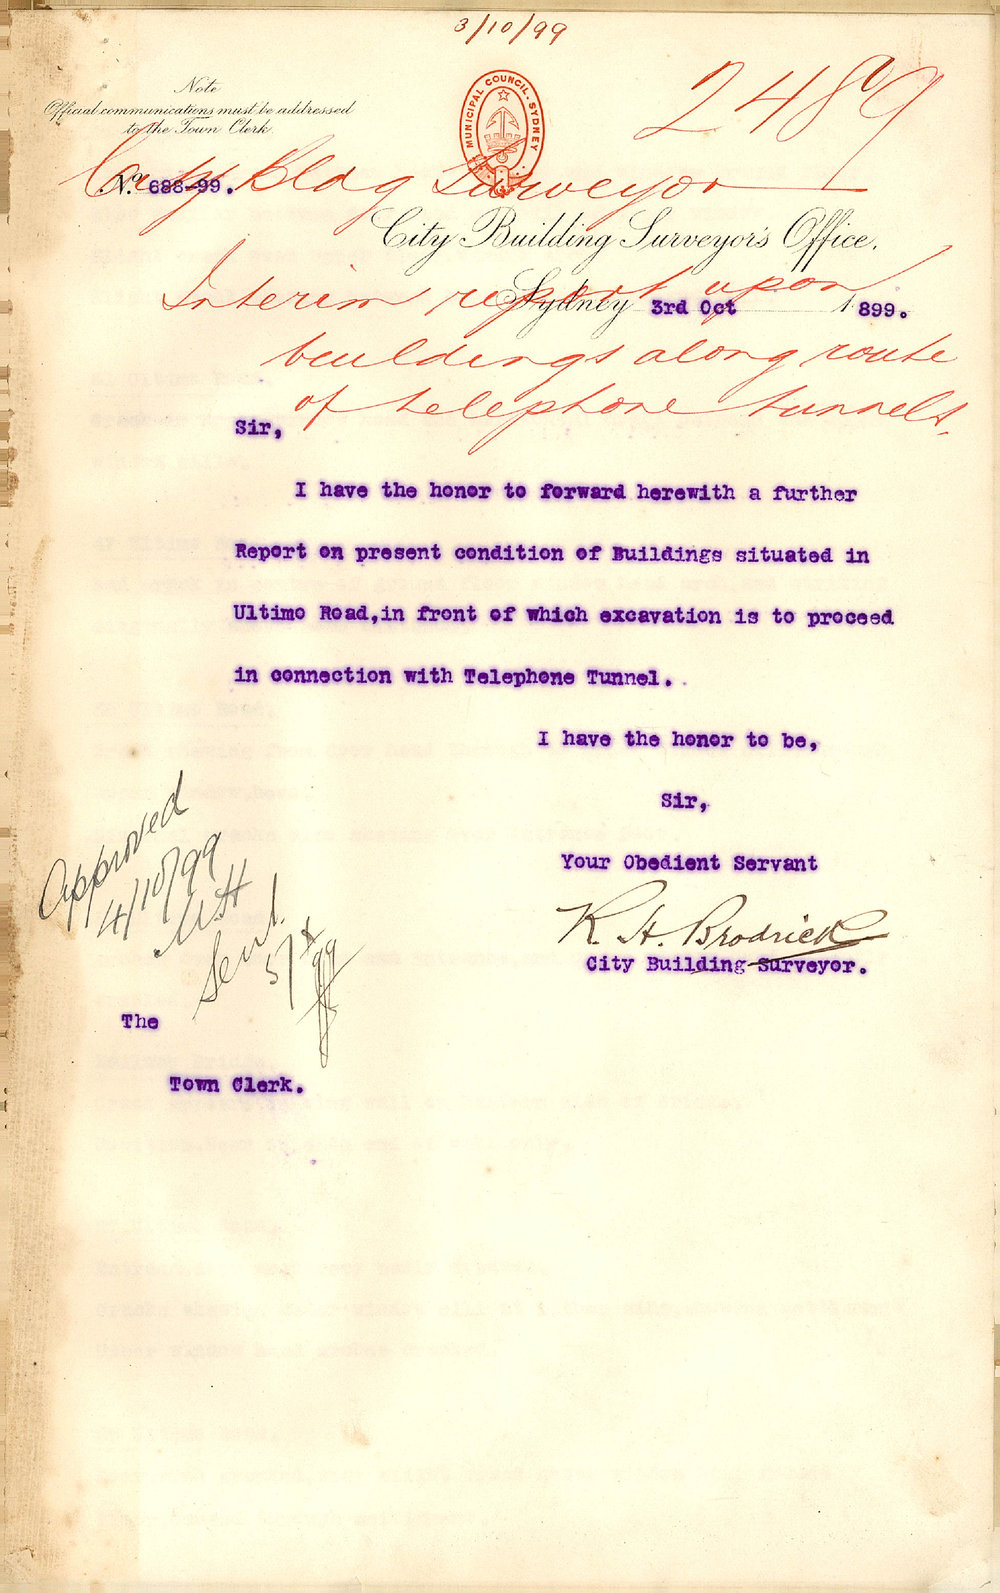 3/10/99
Note
Official communications must be addressed
to the Town Clerk.
MUNICIPAL COUNCIL. SYDNEY
2489
No. 688-99.
City Bldg Surveyor
City Building Surveyor's Office,
Interim report upon
Sydney 3rd Oct 1899.
buildings along route
of telephone tunnels.
Sir,
I have the honor to forward herewith a further
Report on present condition of Buildings situated in
Ultimo Road,in front of which excavation is to proceed
in connection with Telephone Tunnel.
I have the honor to be,
Sir,
Your Obedient Servant
R. H. Brodrick
City Building Surveyor.
Approved
4/10/99
Sent
5/X
99
The
Town Clerk.